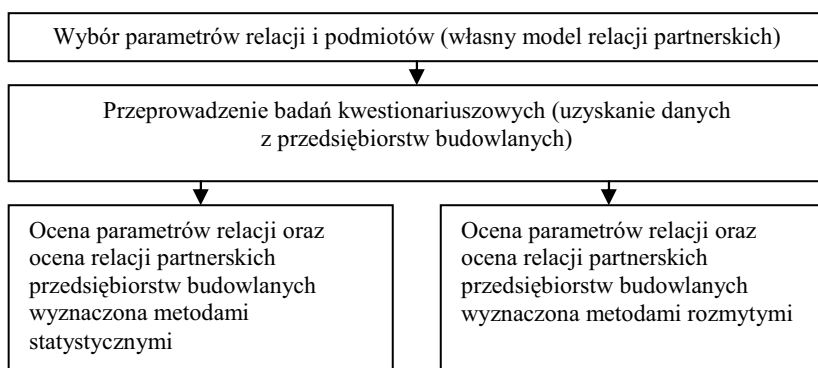 Wybór parametrów relacji i podmiotów (własny model relacji partnerskich)
Przeprowadzenie badań kwestionariuszowych (uzyskanie danych
z przedsiębiorstw budowlanych)
Ocena parametrów relacji oraz
ocena relacji partnerskich
przedsiębiorstw budowlanych
wyznaczona metodami
statystycznymi
Ocena parametrów relacji oraz
ocena relacji partnerskich
przedsiębiorstw budowlanych
wyznaczona metodami rozmytymi